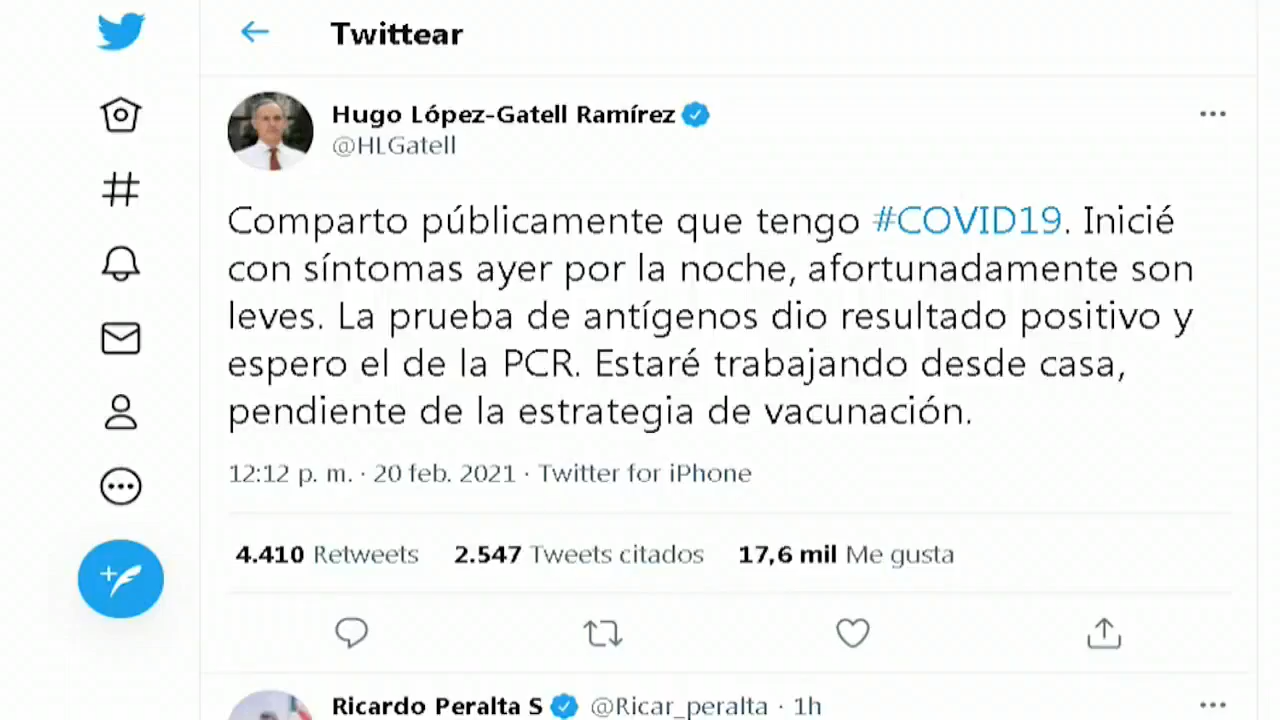 Twittear
Hugo López-Gatell Ramírez
@HLGatell
Comparto públicamente que tengo #COVID19. Inicié
con síntomas ayer por la noche, afortunadamente son
leves. La prueba de antígenos dio resultado positivo y
espero el de la PCR. Estaré trabajando desde casa,
pendiente de la estrategia de vacunación.
12:12 p. m. · 20 feb. 2021 · Twitter for iPhone
4.410 Retweets 2.547 Tweets citados 17,6 mil Me gusta
Ricardo Peralta S @Ricar_peralta · 1h